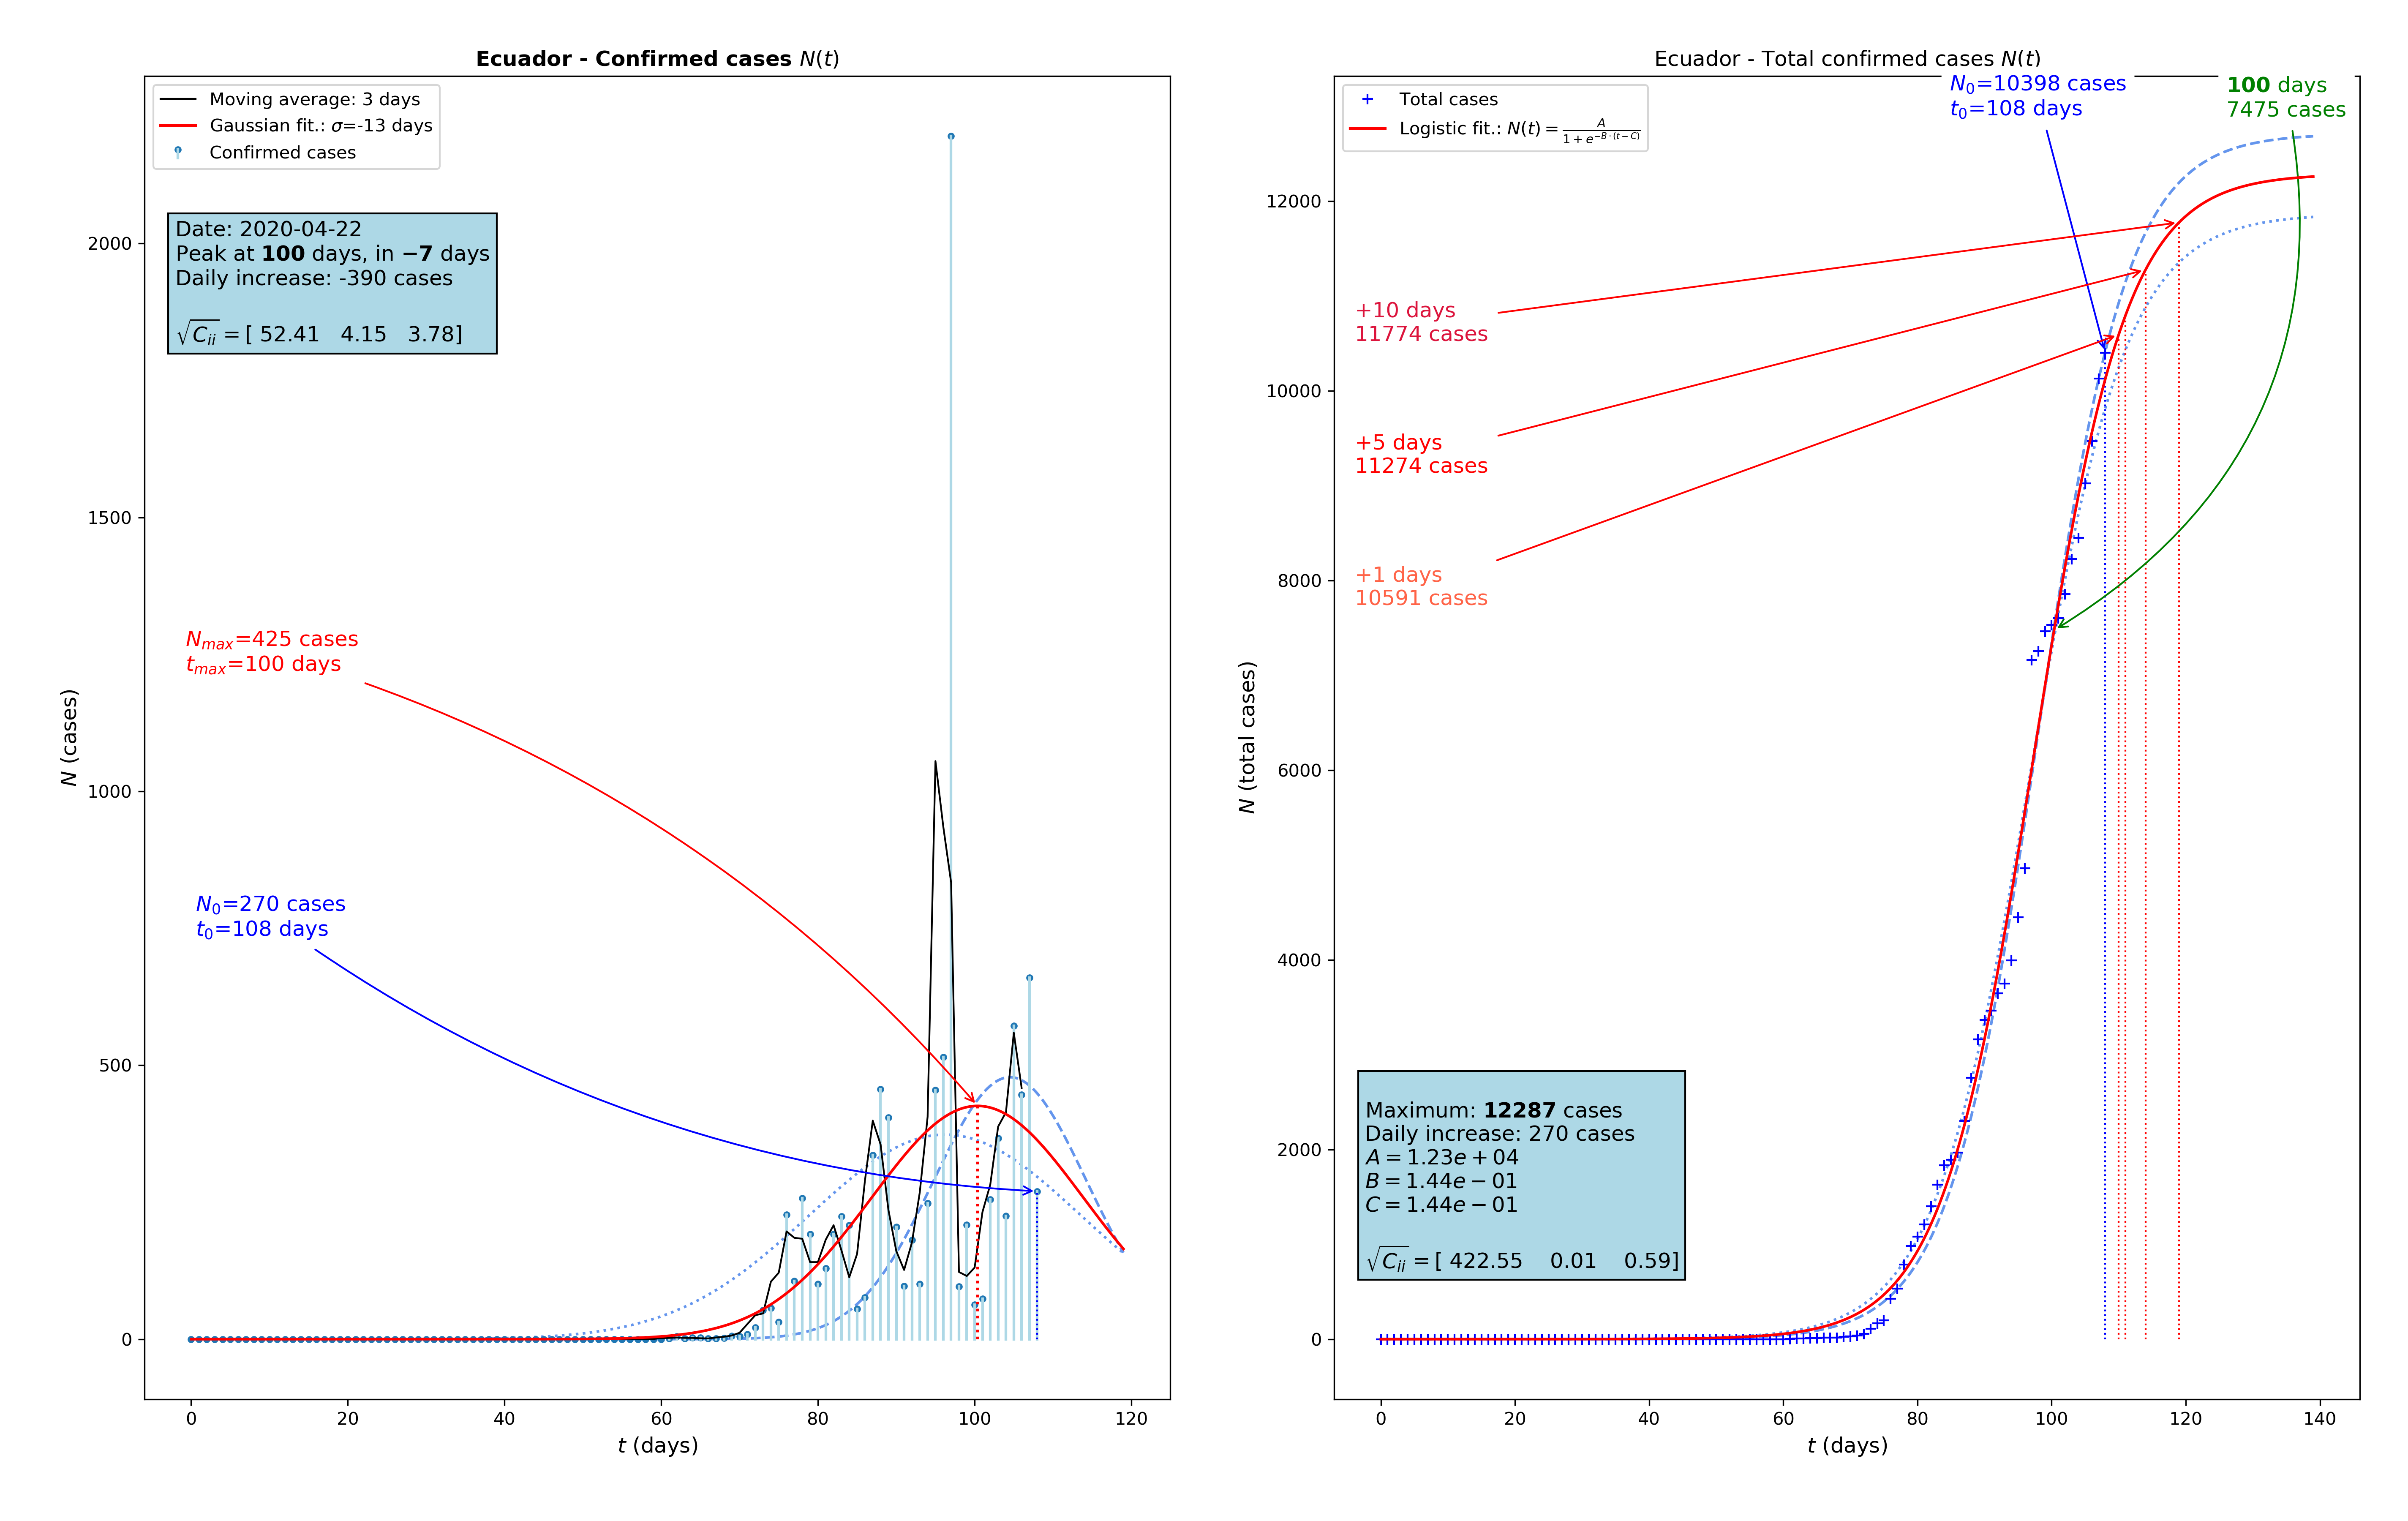 Ecuador - Confirmed cases N(t)
Moving average: 3 days
Gaussian fit.: σ=-13 days
Confirmed cases
Date: 2020-04-22
Peak at 100 days, in −7 days
Daily increase: -390 cases
√C_ii = [ 52.41 4.15 3.78]
N_max=425 cases
t_max=100 days
N_0=270 cases
t_0=108 days
N (cases)
2000
1500
1000
500
0
0 20 40 60 80 100 120
t (days)
Ecuador - Total confirmed cases N(t)
Total cases
Logistic fit.: N(t) = A / (1 + e^{−B·(t−C)})
N_0=10398 cases
t_0=108 days
100 days
7475 cases
+10 days
11774 cases
+5 days
11274 cases
+1 days
10591 cases
Maximum: 12287 cases
Daily increase: 270 cases
A = 1.23e + 04
B = 1.44e − 01
C = 1.44e − 01
√C_ii = [ 422.55 0.01 0.59]
N (total cases)
12000
10000
8000
6000
4000
2000
0
0 20 40 60 80 100 120 140
t (days)